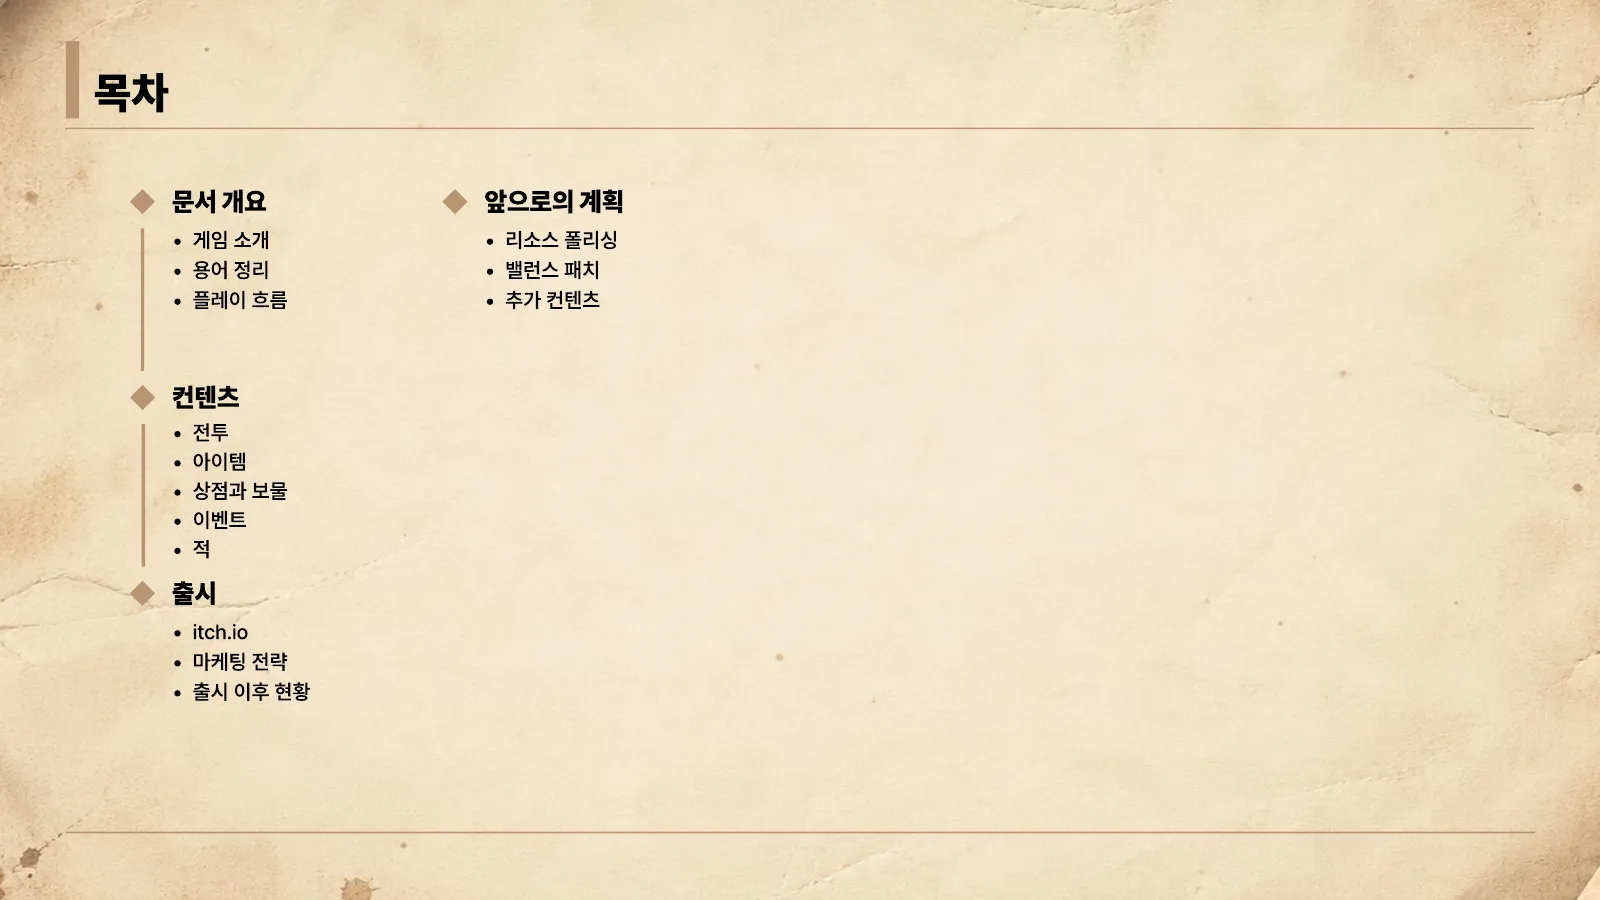 목차
문서 개요
• 게임 소개
• 용어 정리
• 플레이 흐름
컨텐츠
• 전투
• 아이템
• 상점과 보물
• 이벤트
• 적
출시
• itch.io
• 마케팅 전략
• 출시 이후 현황
앞으로의 계획
• 리소스 폴리싱
• 밸런스 패치
• 추가 컨텐츠